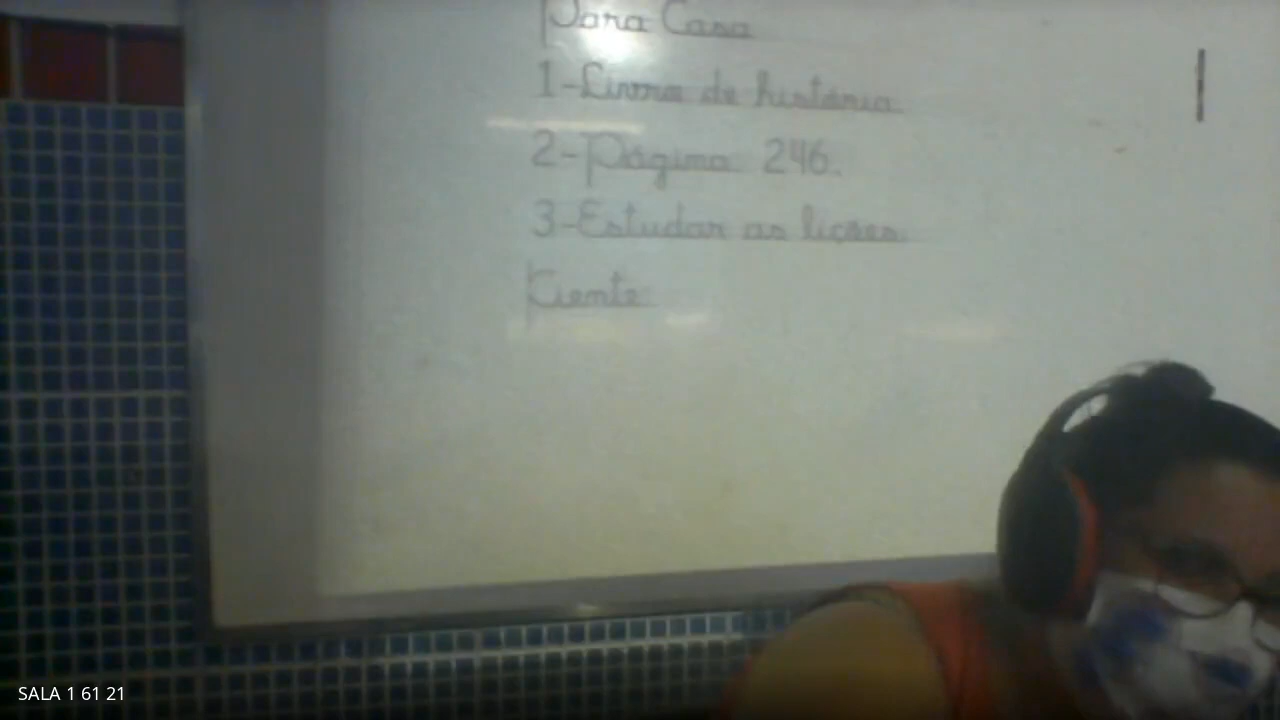 Para Casa
1-Livro de história.
2-Página 246.
3-Estudar as lições.
Ciente:
SALA 1 61 21